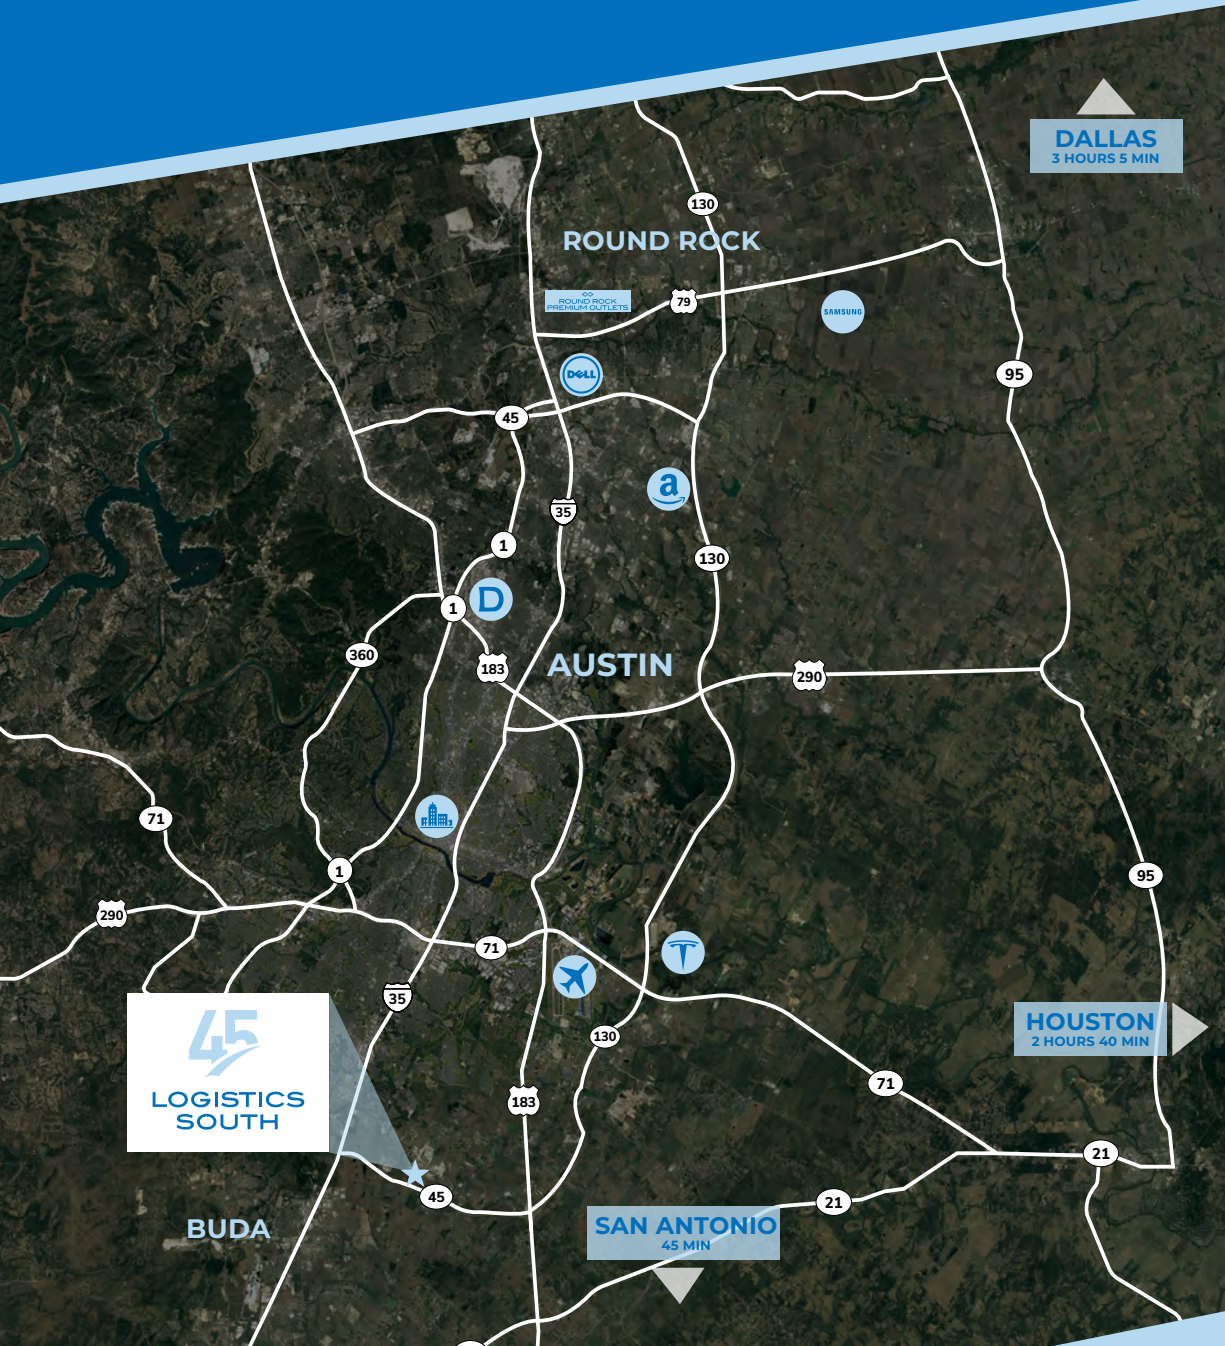 DALLAS
3 HOURS 5 MIN
130
ROUND ROCK
ROUND ROCK
PREMIUM OUTLETS
79
SAMSUNG
DELL
95
45
a
35
1
130
D
1
360
183
AUSTIN
290
71
1
95
290
71
35
HOUSTON
2 HOURS 40 MIN
130
45
LOGISTICS
SOUTH
71
183
21
45
21
BUDA
SAN ANTONIO
45 MIN